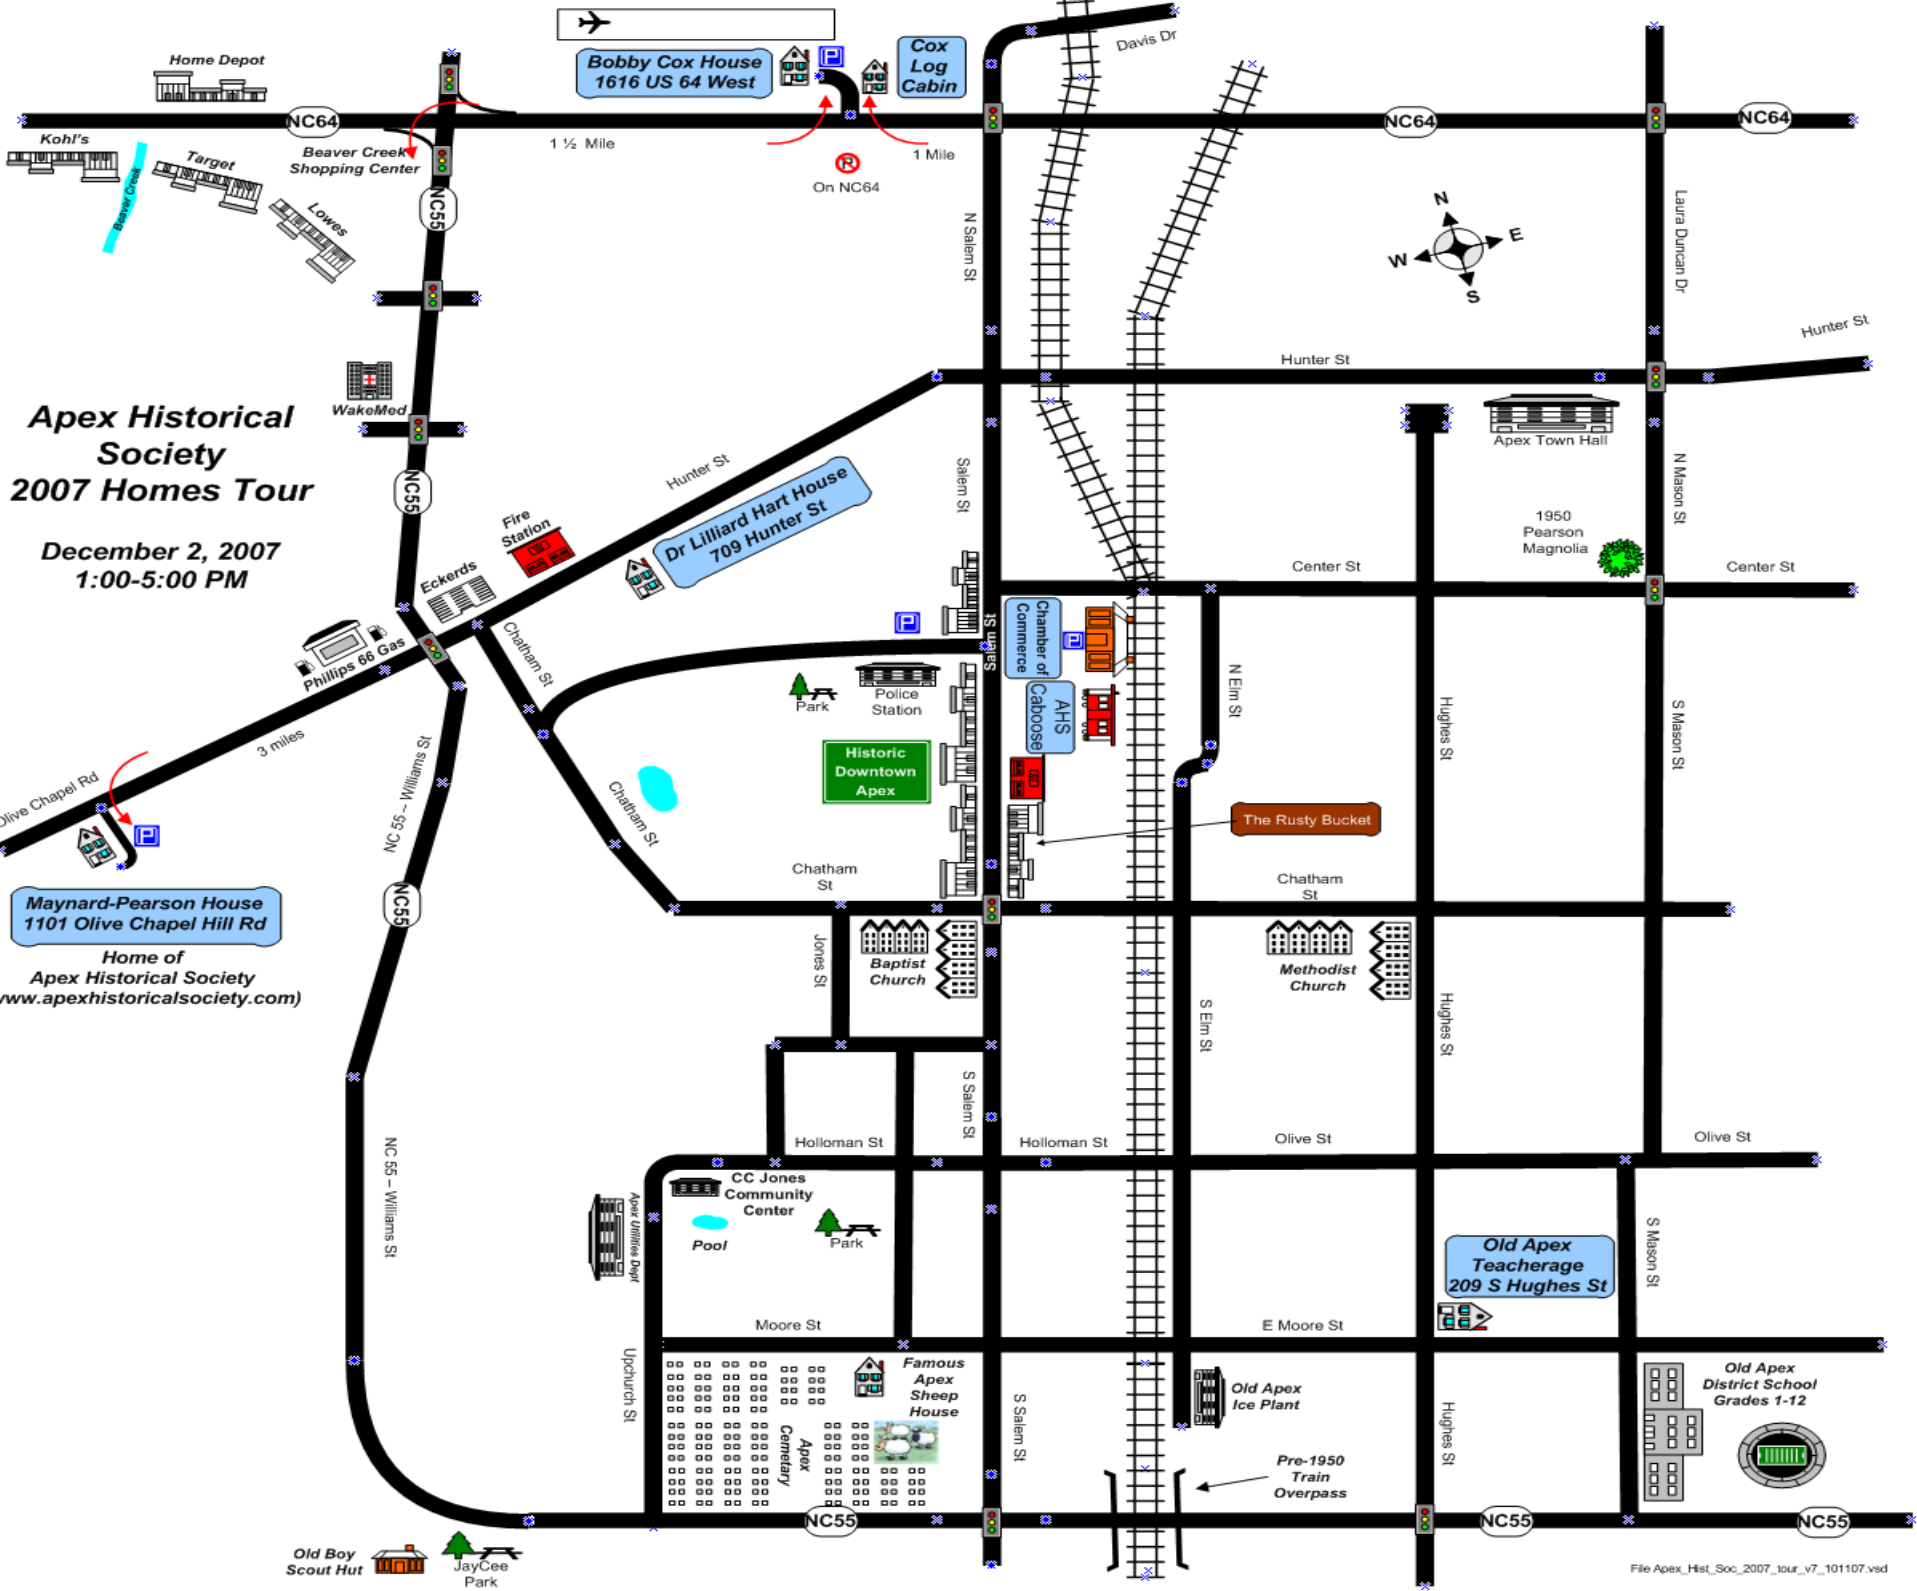 Davis Dr
Home Depot
Bobby Cox House
1616 US 64 West
P
Cox
Log
Cabin
NC64
NC64
NC64
Kohl's
Target
Lowes
Beaver Creek
Beaver Creek
Shopping Center
1 ½ Mile
1 Mile
P
On NC64
NC55
N Salem St
Laura Duncan Dr
N
E
W
S
Hunter St
Hunter St
WakeMed
Apex Historical
Society
2007 Homes Tour
December 2, 2007
1:00-5:00 PM
NC55
Apex Town Hall
Hunter St
Salem St
N Mason St
Dr Lilliard Hart House
709 Hunter St
Fire
Station
Eckerds
1950
Pearson
Magnolia
Center St
Center St
Phillips 66 Gas
Chatham St
P
Salem St
Chamber of
Commerce
P
Police
Station
Park
N Elm St
Hughes St
S Mason St
AHS
Caboose
Historic
Downtown
Apex
3 miles
NC 55 – Williams St
Olive Chapel Rd
P
Chatham St
The Rusty Bucket
Chatham
St
Chatham
St
NC55
Maynard-Pearson House
1101 Olive Chapel Hill Rd
Home of
Apex Historical Society
www.apexhistoricalsociety.com)
Jones St
Baptist
Church
Methodist
Church
S Elm St
Hughes St
S Salem St
Holloman St
Holloman St
Olive St
Olive St
NC 55 – Williams St
CC Jones
Community
Center
Apex Utilities Dept
Pool
Park
Old Apex
Teacherage
209 S Hughes St
S Mason St
Moore St
E Moore St
Upchurch St
Famous
Apex
Sheep
House
Apex
Cemetary
S Salem St
Old Apex
Ice Plant
Hughes St
Old Apex
District School
Grades 1-12
Pre-1950
Train
Overpass
NC55
NC55
NC55
Old Boy
Scout Hut
JayCee
Park
File Apex_Hist_Soc_2007_tour_v7_101107.vsd